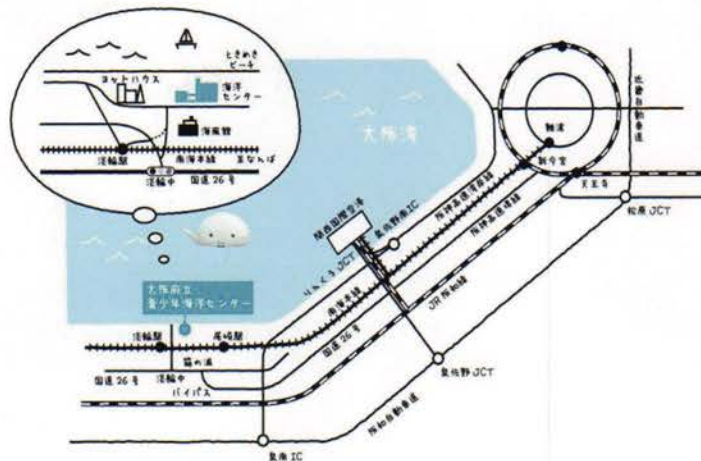 ときめき
ビーチ
ヨットハウス
海洋
センター
海風館
淡輪駅
南海本線
至なんば
淡輪中
国道26号
大阪湾
近畿自動車道
難波
新今宮
天王寺
松原JCT
関西国際空港
泉佐野南IC
りんくうJCT
阪神高速湾岸線
阪神高速堺線
南海本線
国道26号
JR阪和線
大阪府立
青少年海洋センター
淡輪駅
尾崎駅
箱の浦
国道26号
淡輪中
バイパス
泉佐野JCT
阪和自動車道
泉南IC